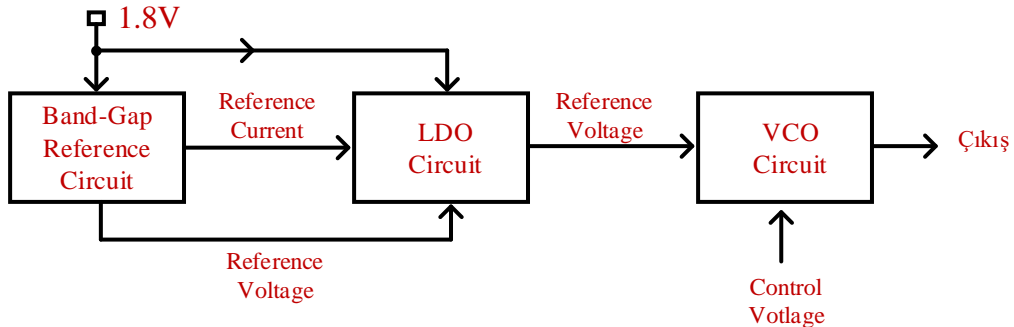 1.8V
Band-Gap
Reference
Circuit
Reference
Current
LDO
Circuit
Reference
Voltage
VCO
Circuit
Çıkış
Reference
Voltage
Control
Votlage